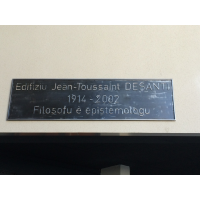 Edifiziu Jean-Toussaint DESANTI
1914-2002
Filosofu è epistemologu